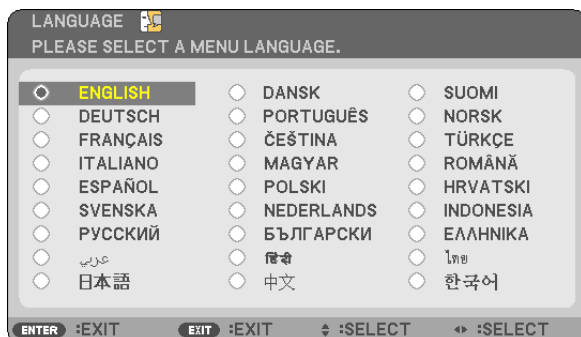 LANGUAGE
PLEASE SELECT A MENU LANGUAGE.
ENGLISH DANSK SUOMI
DEUTSCH PORTUGUÊS NORSK
FRANÇAIS ČEŠTINA TÜRKÇE
ITALIANO MAGYAR ROMÂNĂ
ESPAÑOL POLSKI HRVATSKI
SVENSKA NEDERLANDS INDONESIA
РУССКИЙ БЪЛГАРСКИ ΕΛΛΗΝΙΚΑ
عربي हिंदी ไทย
日本語 中文 한국어
ENTER :EXIT EXIT :EXIT :SELECT :SELECT